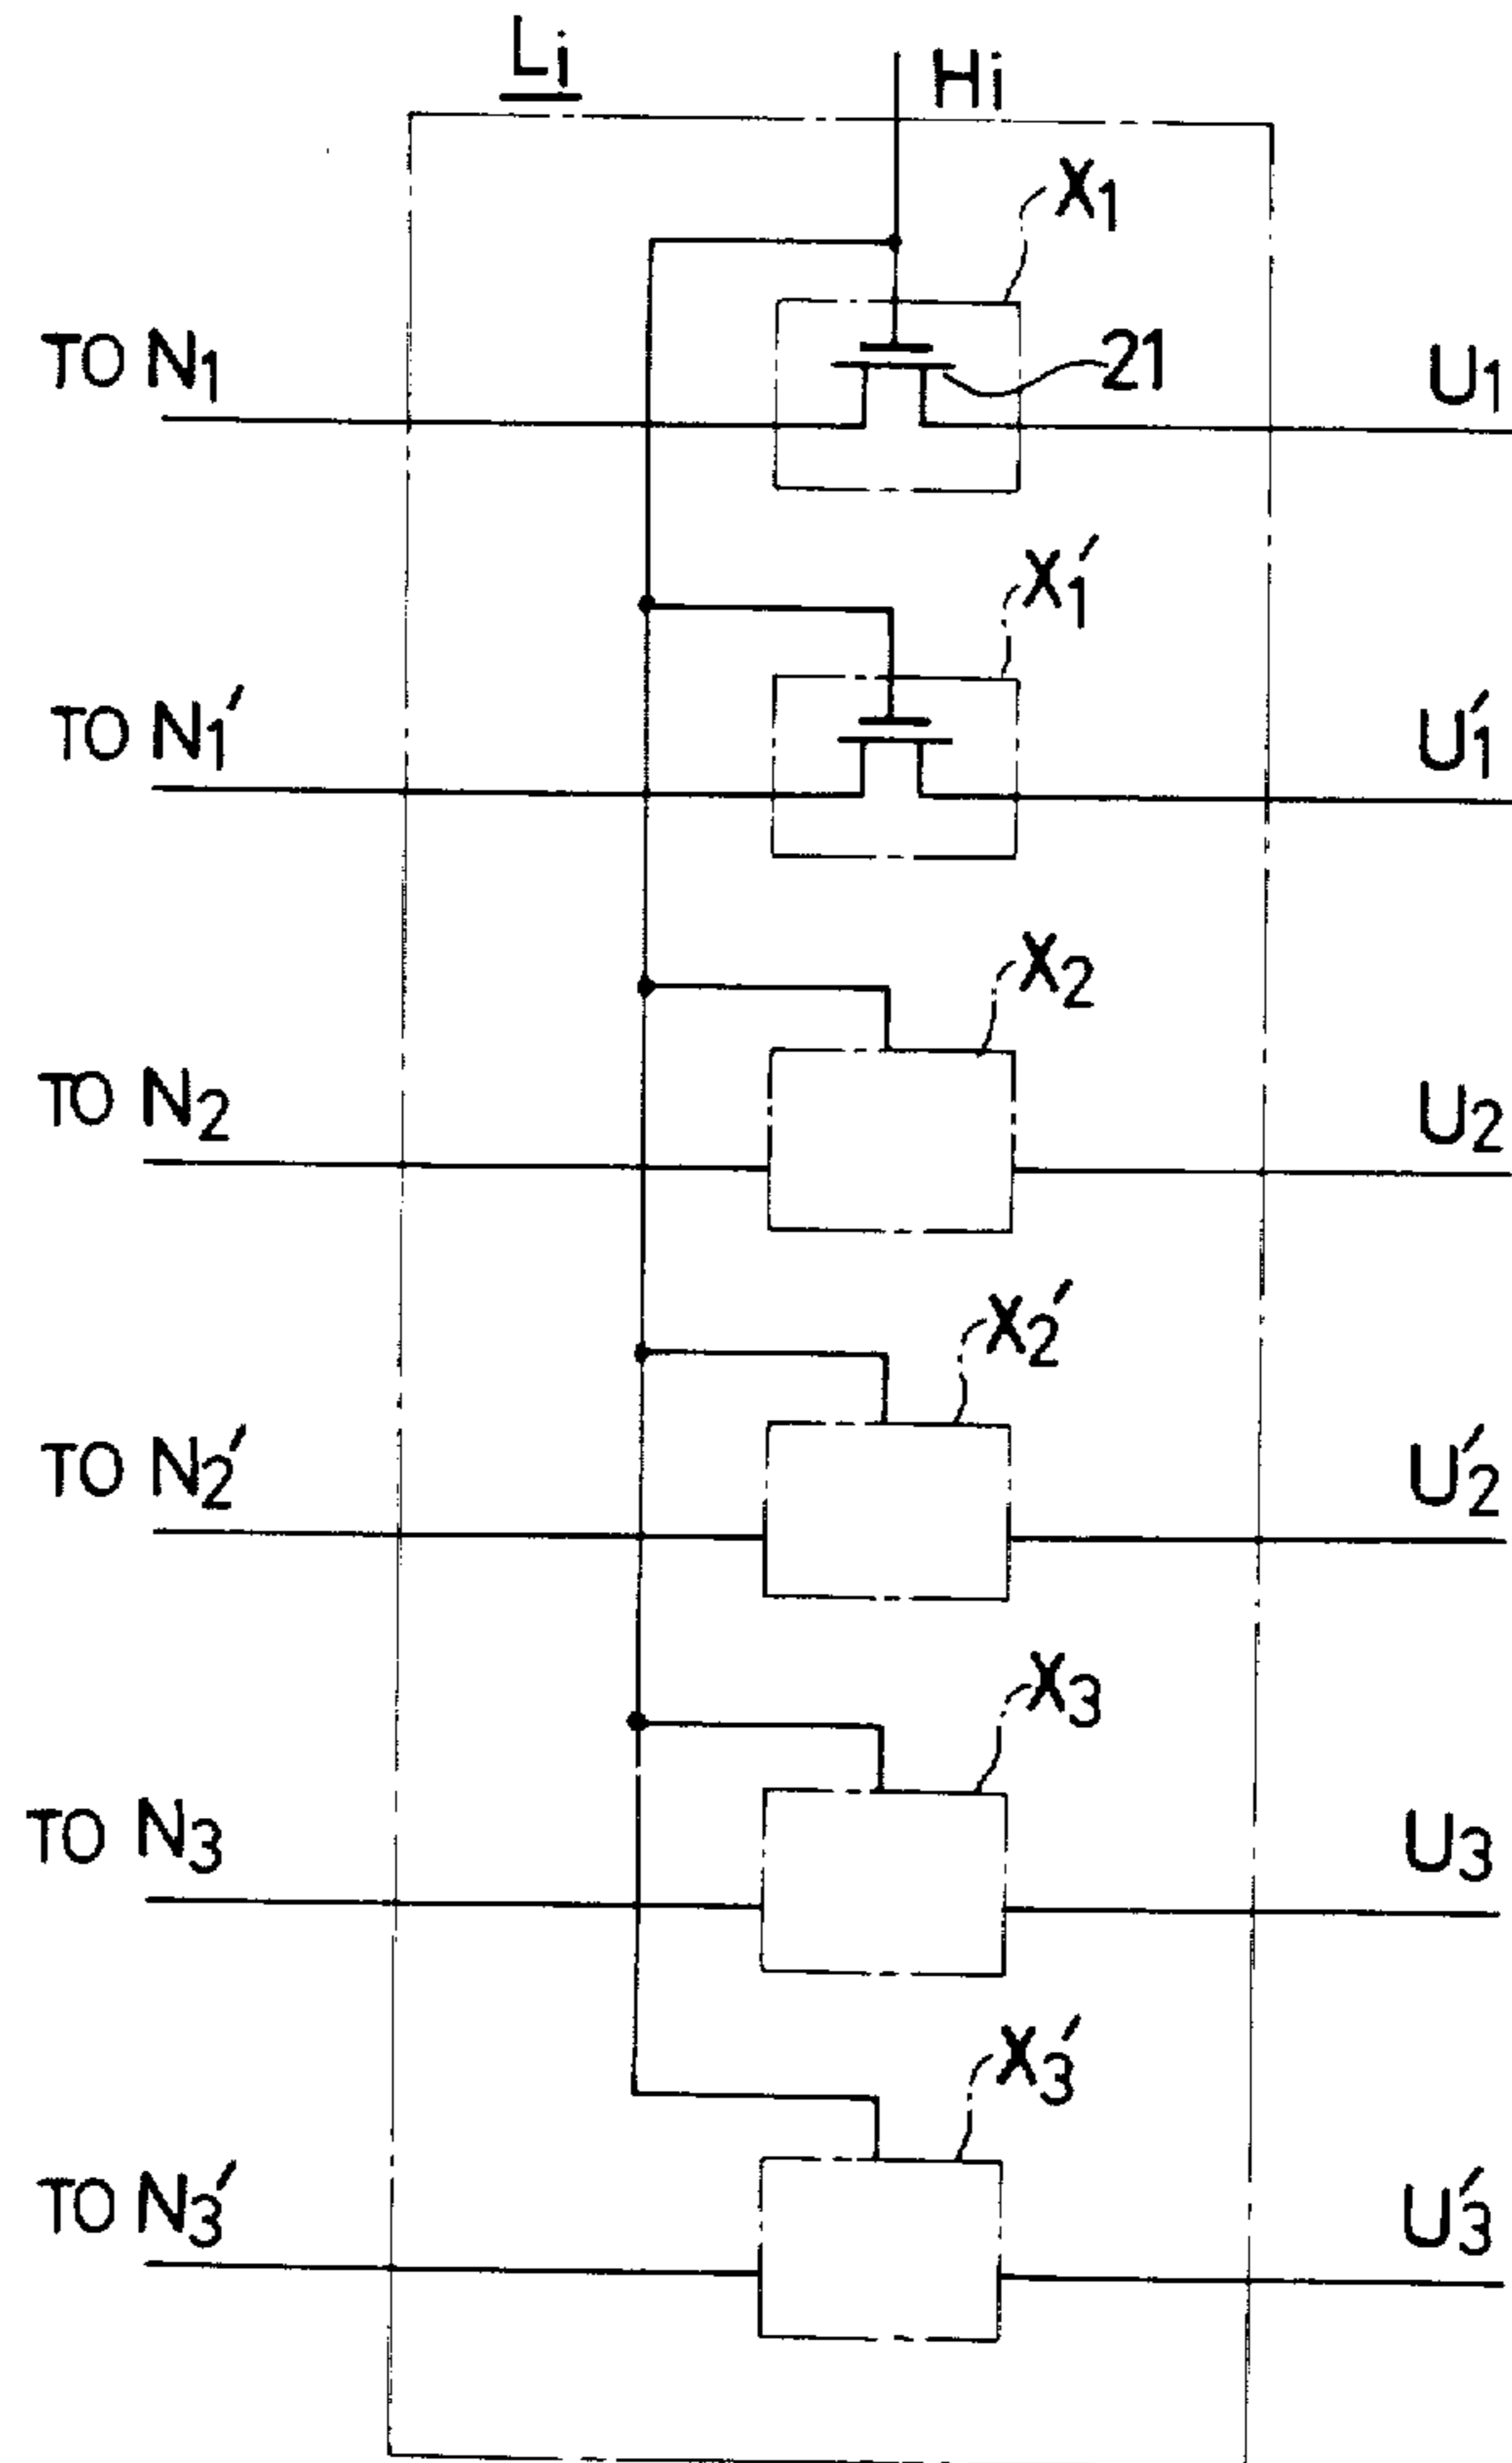 Li
Hi
X1
TO N1
21
U1
X1′
TO N1′
U1′
X2
TO N2
U2
X2′
TO N2′
U2′
X3
TO N3
U3
X3′
TO N3′
U3′